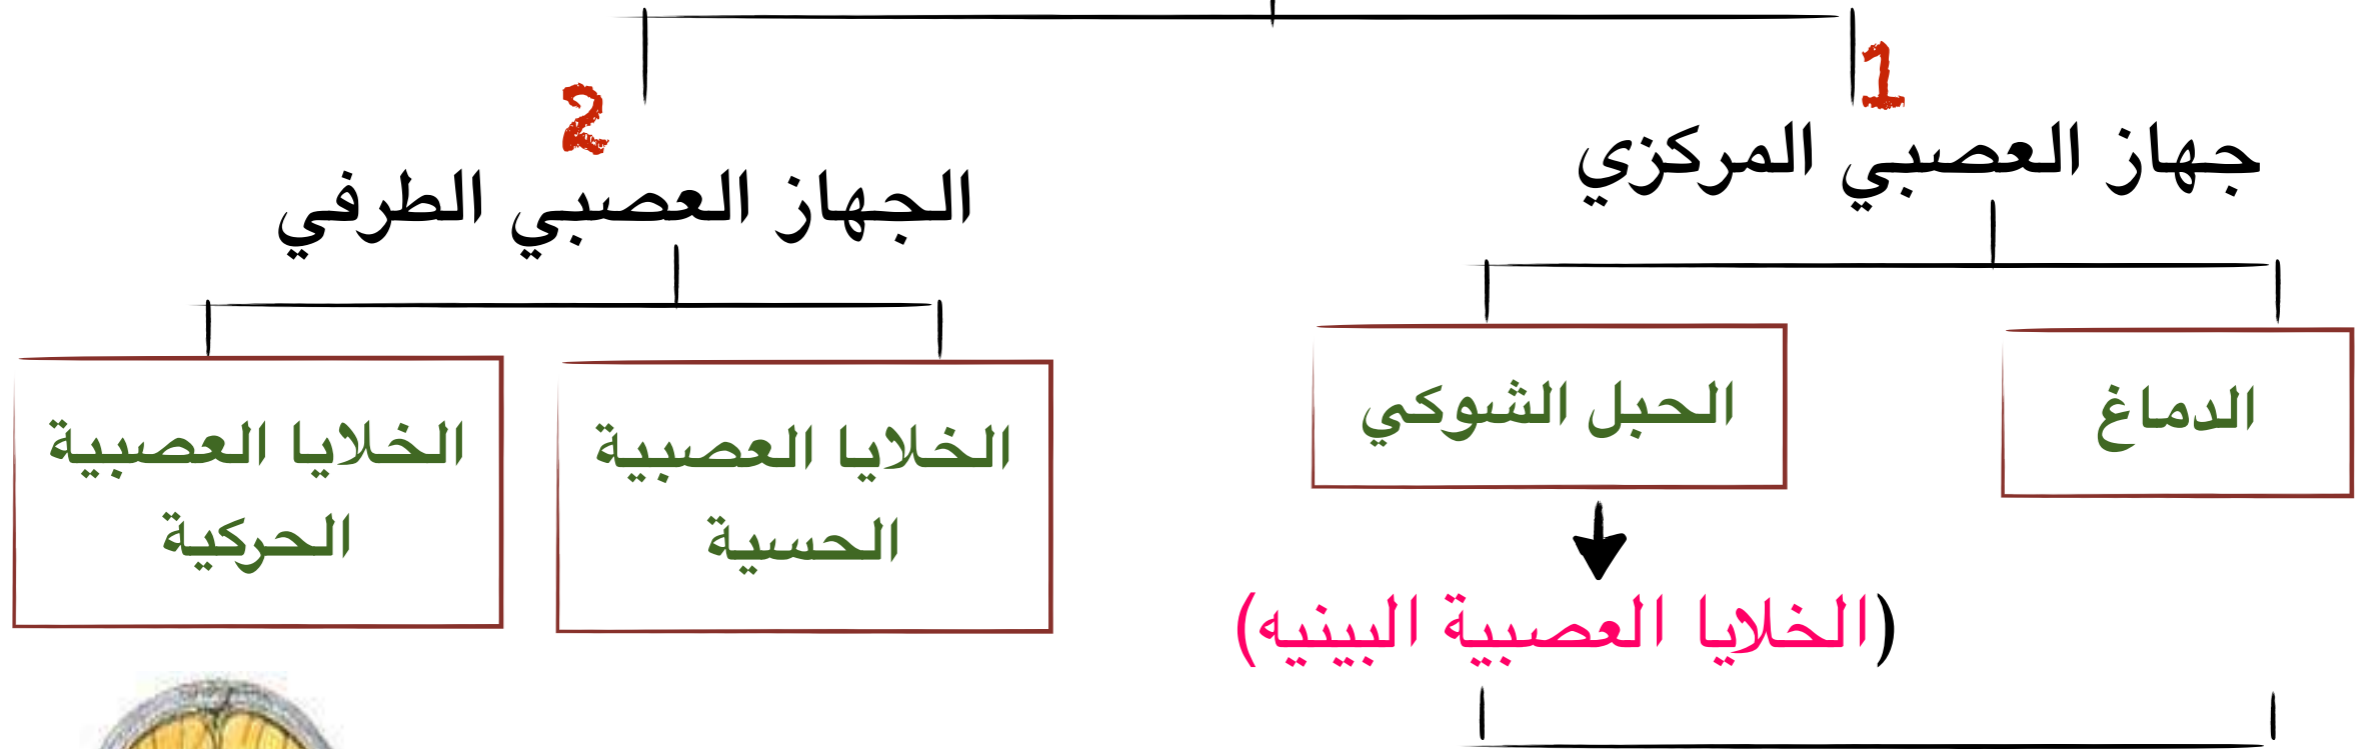 1
جهاز العصبي المركزي
2
الجهاز العصبي الطرفي
الدماغ
الحبل الشوكي
الخلايا العصبية
الحسية
الخلايا العصبية
الحركية
(الخلايا العصبية البينيه)